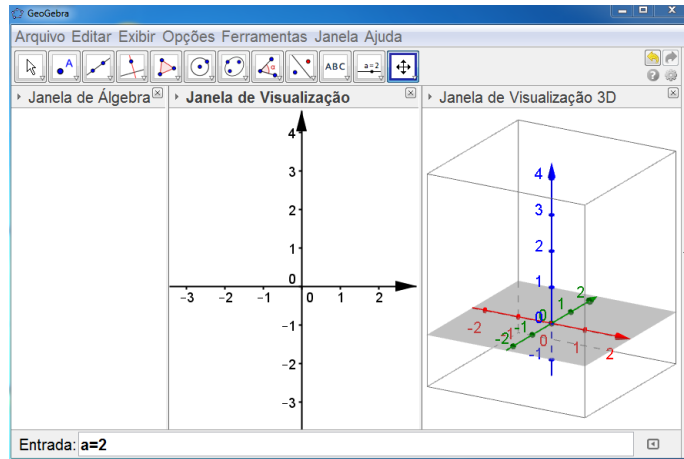 GeoGebra
Arquivo Editar Exibir Opções Ferramentas Janela Ajuda
A α ABC a=2
Janela de Álgebra Janela de Visualização Janela de Visualização 3D
4
3
2
1
0
-3 -2 -1 0 1 2
-1
-2
-3
4
3
2
1
0
-1
-2 -1 0 1 2
-2 -1 0 1 2
Entrada: a=2